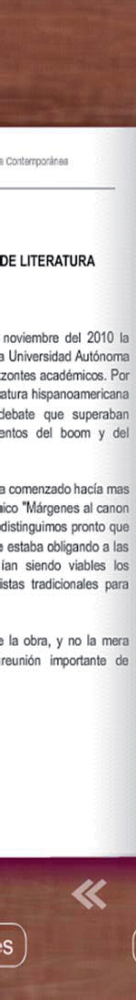 a Contemporánea
DE LITERATURA
noviembre del 2010 la
a Universidad Autónoma
zontes académicos. Por
atura hispanoamericana
debate que superaban
entos del boom y del
a comenzado hacía mas
nico "Márgenes al canon
distinguimos pronto que
e estaba obligando a las
ían siendo viables los
istas tradicionales para
e la obra, y no la mera
reunión importante de
es